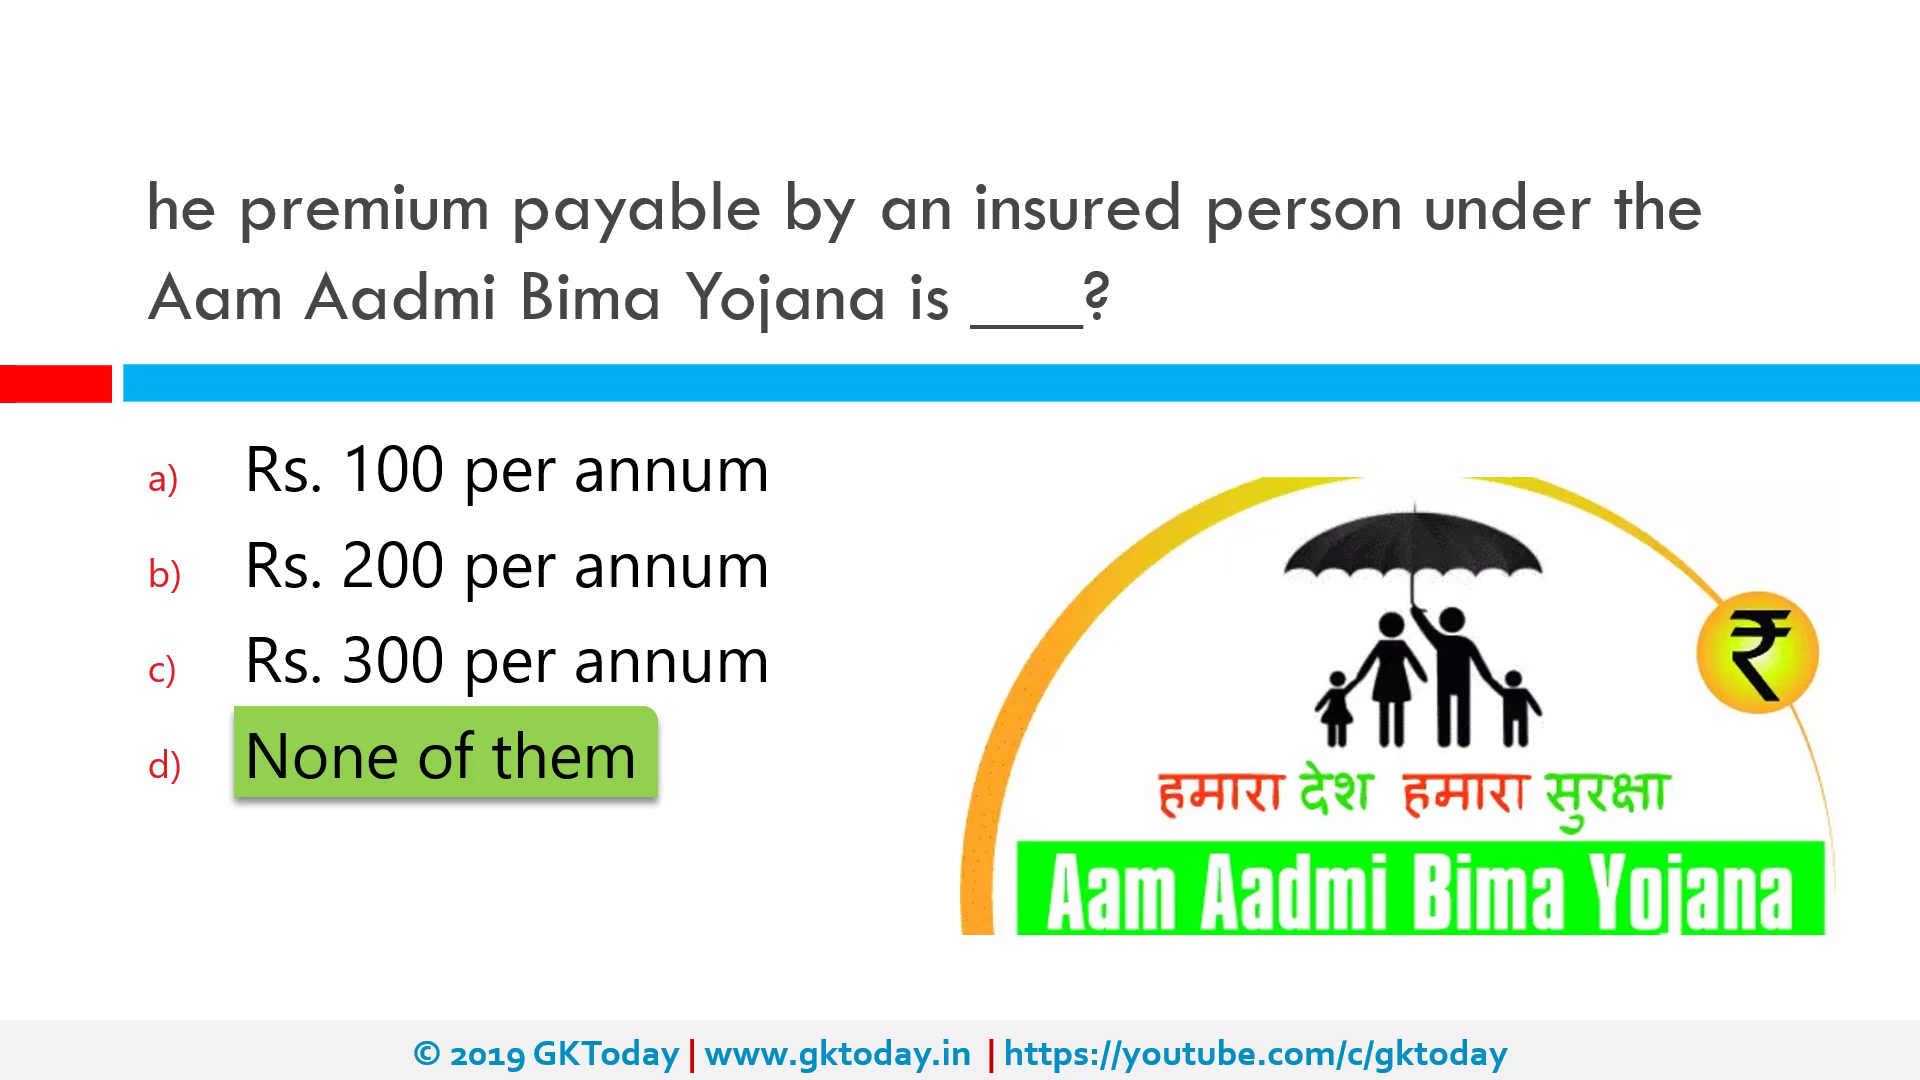 he premium payable by an insured person under the
Aam Aadmi Bima Yojana is ___?
a) Rs. 100 per annum
b) Rs. 200 per annum
c) Rs. 300 per annum
d) None of them
₹
हमारा देश हमारा सुरक्षा
Aam Aadmi Bima Yojana
© 2019 GKToday | www.gktoday.in | https://youtube.com/c/gktoday